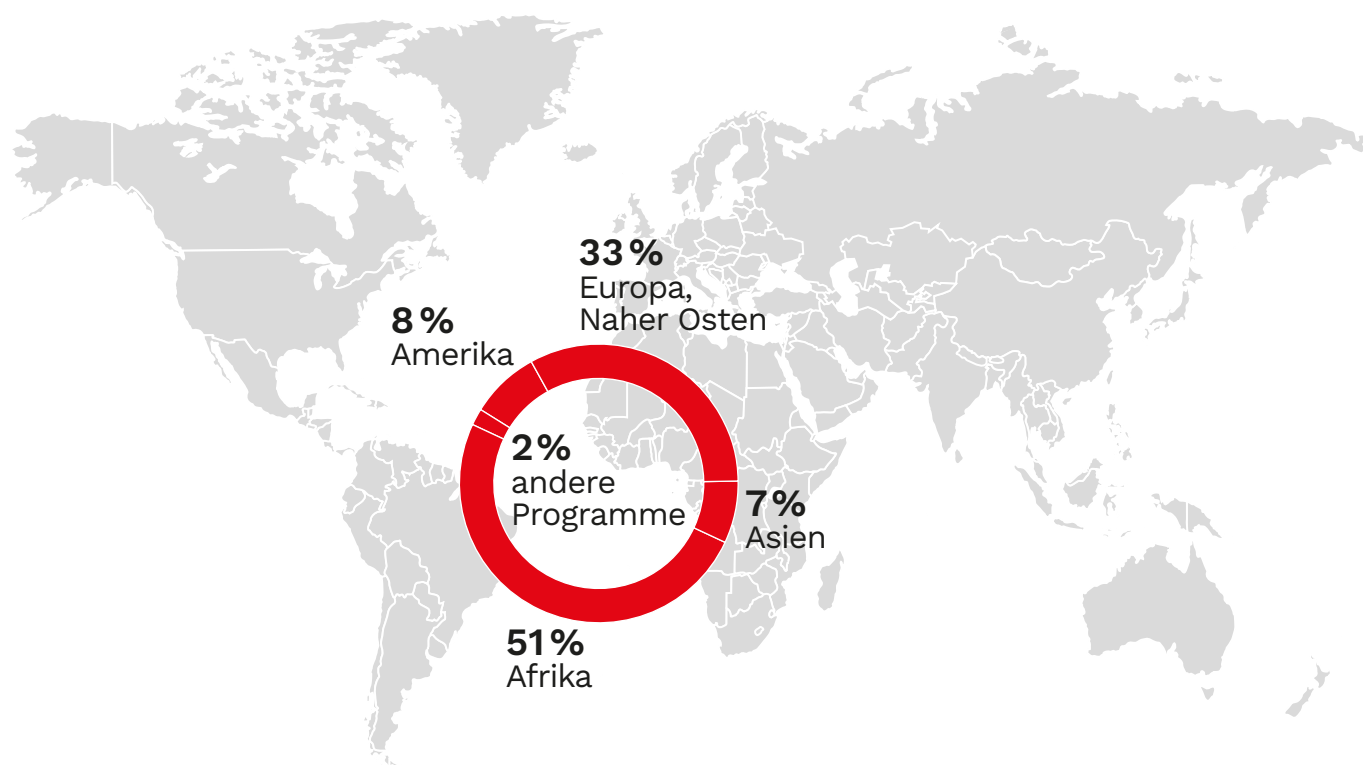 33 %
Europa,
Naher Osten
8 %
Amerika
2 %
andere
Programme
7 %
Asien
51 %
Afrika